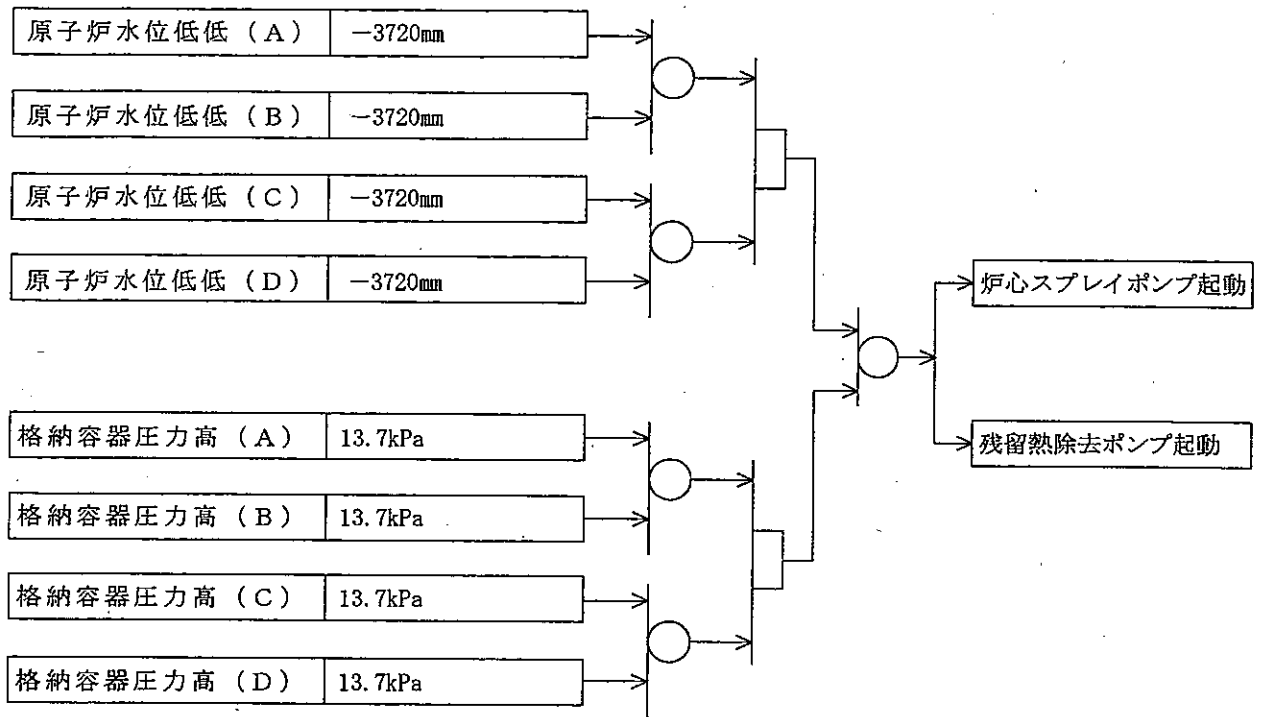 原子炉水位低低（A） －3720mm
原子炉水位低低（B） －3720mm
原子炉水位低低（C） －3720mm
原子炉水位低低（D） －3720mm
炉心スプレイポンプ起動
格納容器圧力高（A） 13.7kPa
残留熱除去ポンプ起動
格納容器圧力高（B） 13.7kPa
格納容器圧力高（C） 13.7kPa
格納容器圧力高（D） 13.7kPa